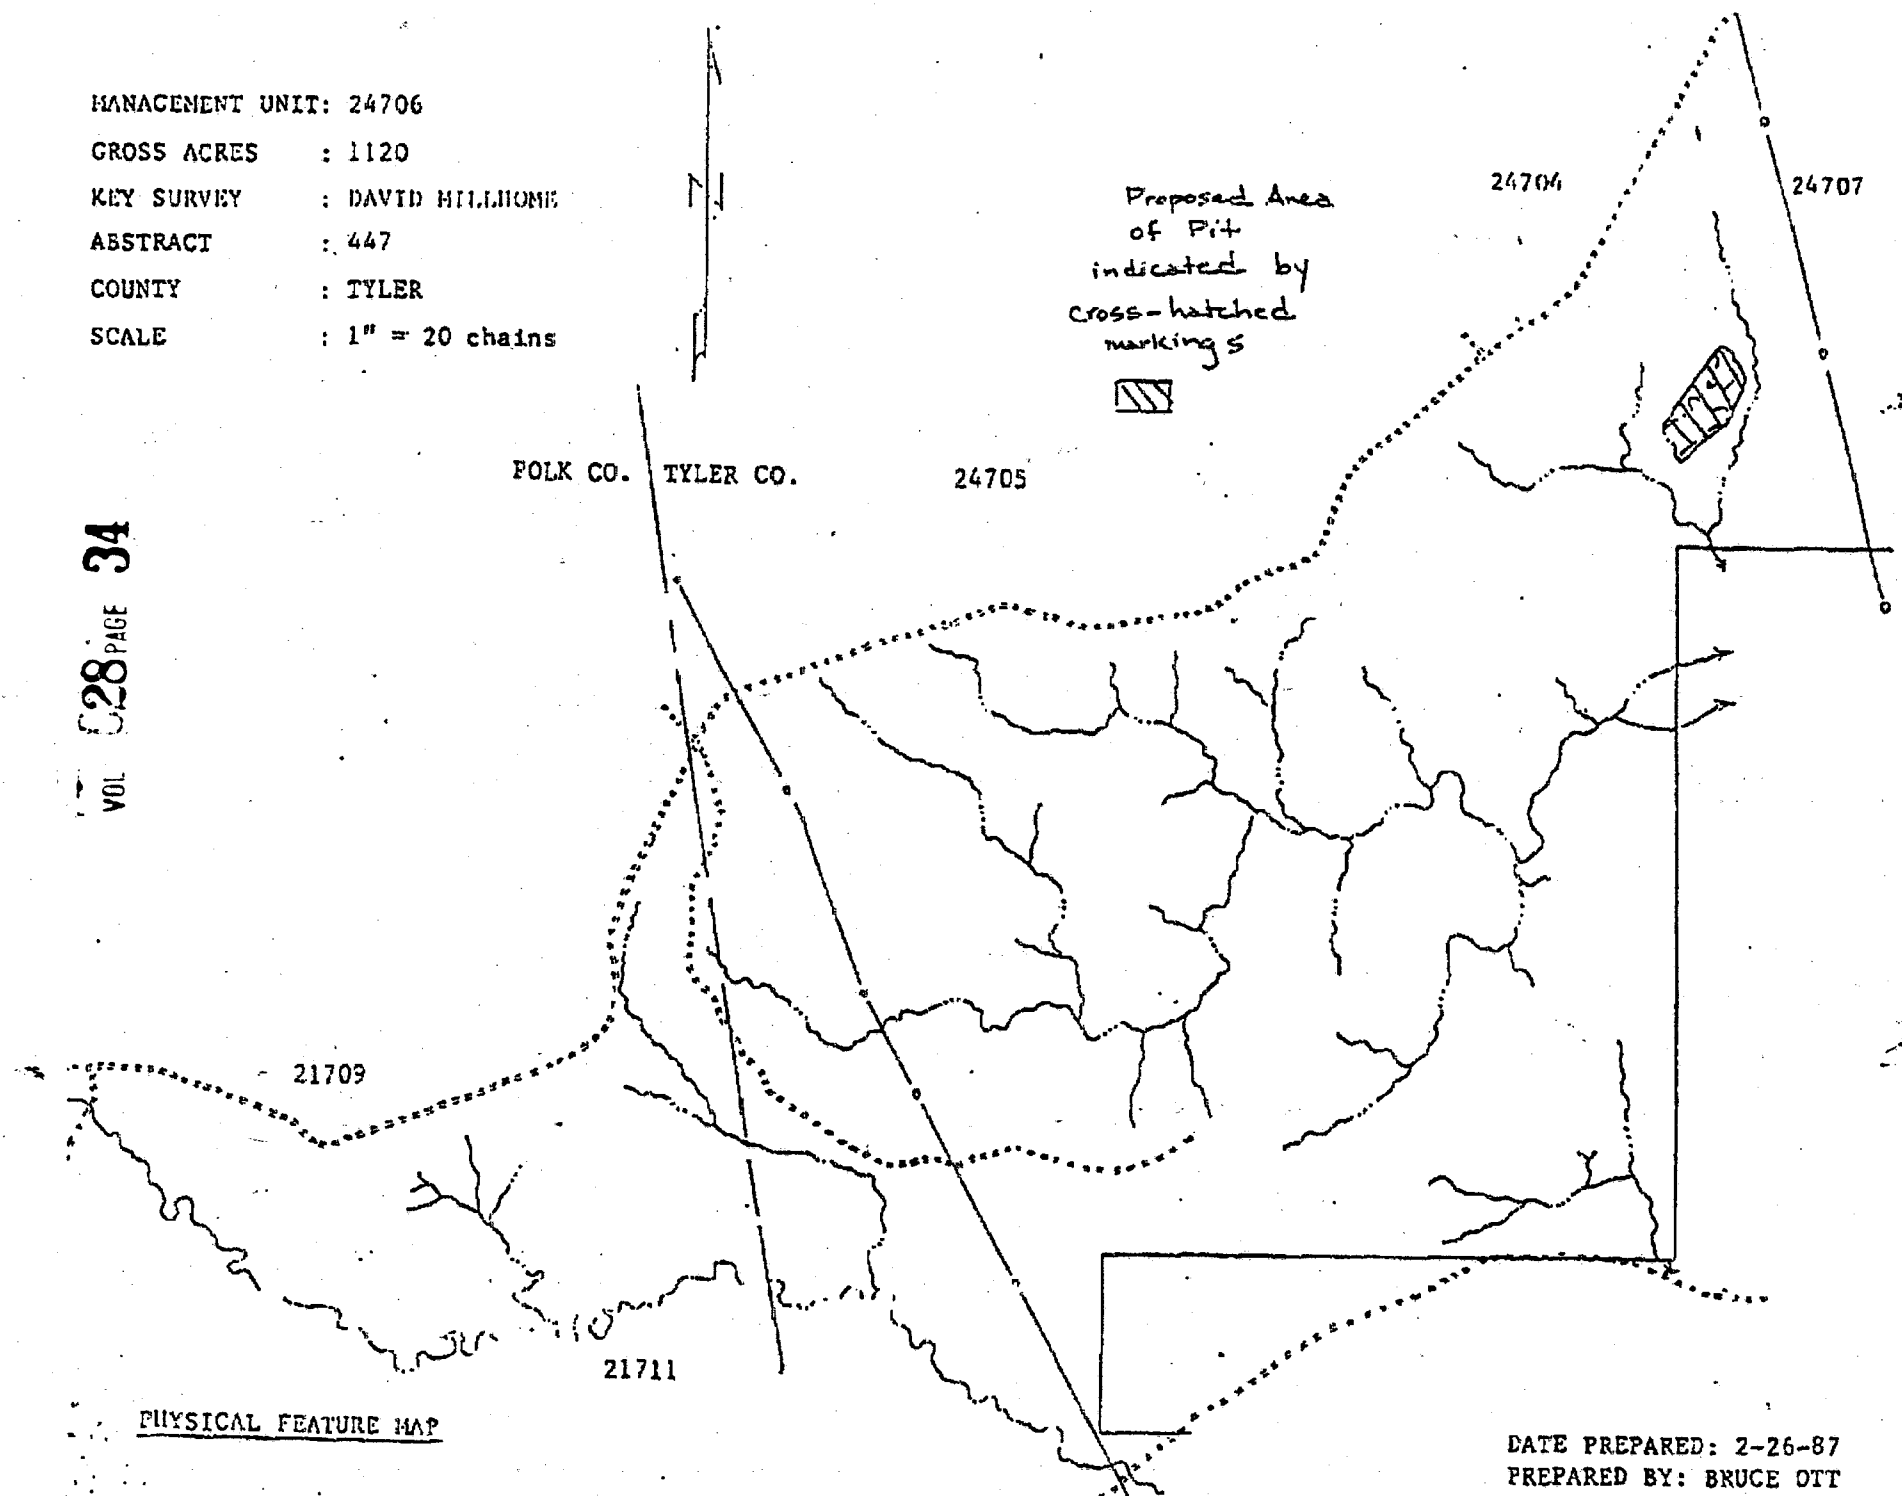 MANAGEMENT UNIT: 24706
GROSS ACRES : 1120
KEY SURVEY : DAVID MILLHOME
ABSTRACT : 447
COUNTY : TYLER
SCALE : 1" = 20 chains
Proposed Area
of Pit
indicated by
cross-hatched
markings
24704
24707
POLK CO. TYLER CO.
24705
VOL 628 PAGE 34
21709
21711
PHYSICAL FEATURE MAP
DATE PREPARED: 2-26-87
PREPARED BY: BRUCE OTT